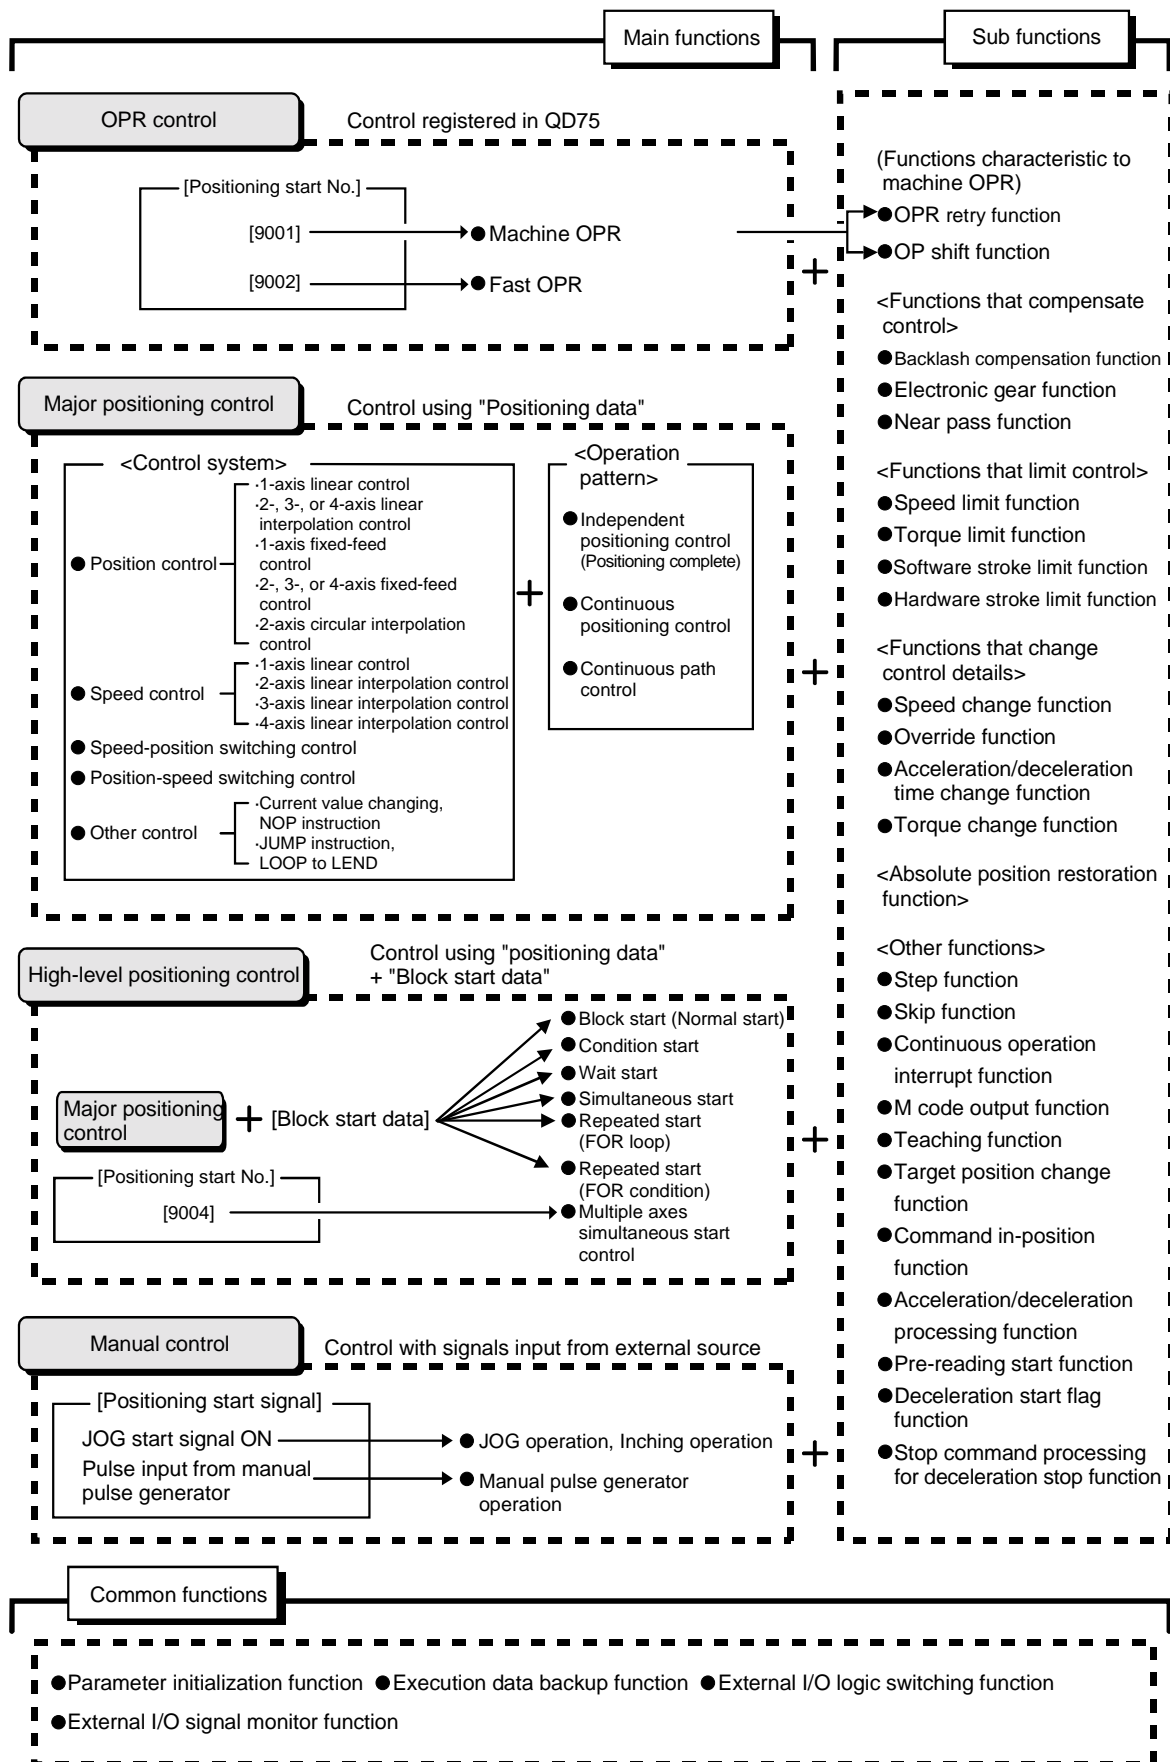 Main functions
Sub functions
OPR control
Control registered in QD75
[Positioning start No.]
[9001]
●Machine OPR
[9002]
●Fast OPR
Major positioning control
Control using "Positioning data"
<Control system>
●Position control
·1-axis linear control
·2-, 3-, or 4-axis linear
interpolation control
·1-axis fixed-feed
control
·2-, 3-, or 4-axis fixed-feed
control
·2-axis circular interpolation
control
●Speed control
·1-axis linear control
·2-axis linear interpolation control
·3-axis linear interpolation control
·4-axis linear interpolation control
●Speed-position switching control
●Position-speed switching control
●Other control
·Current value changing,
NOP instruction
·JUMP instruction,
LOOP to LEND
+
<Operation
pattern>
●Independent
positioning control
(Positioning complete)
●Continuous
positioning control
●Continuous path
control
High-level positioning control
Control using "positioning data"
+ "Block start data"
Major positioning
control
+
[Block start data]
●Block start (Normal start)
●Condition start
●Wait start
●Simultaneous start
●Repeated start
(FOR loop)
●Repeated start
(FOR condition)
[Positioning start No.]
[9004]
●Multiple axes
simultaneous start
control
Manual control
Control with signals input from external source
[Positioning start signal]
JOG start signal ON
●JOG operation, Inching operation
Pulse input from manual
pulse generator
●Manual pulse generator
operation
+
+
+
+
(Functions characteristic to
machine OPR)
●OPR retry function
●OP shift function
<Functions that compensate
control>
●Backlash compensation function
●Electronic gear function
●Near pass function
<Functions that limit control>
●Speed limit function
●Torque limit function
●Software stroke limit function
●Hardware stroke limit function
<Functions that change
control details>
●Speed change function
●Override function
●Acceleration/deceleration
time change function
●Torque change function
<Absolute position restoration
function>
<Other functions>
●Step function
●Skip function
●Continuous operation
interrupt function
●M code output function
●Teaching function
●Target position change
function
●Command in-position
function
●Acceleration/deceleration
processing function
●Pre-reading start function
●Deceleration start flag
function
●Stop command processing
for deceleration stop function
Common functions
●Parameter initialization function ●Execution data backup function ●External I/O logic switching function
●External I/O signal monitor function